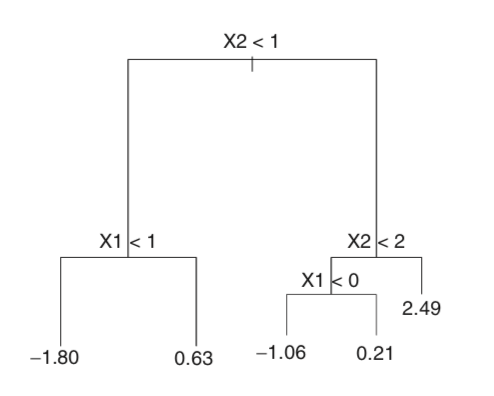 X2 < 1
X1 < 1
X2 < 2
X1 < 0
2.49
−1.80
0.63
−1.06
0.21